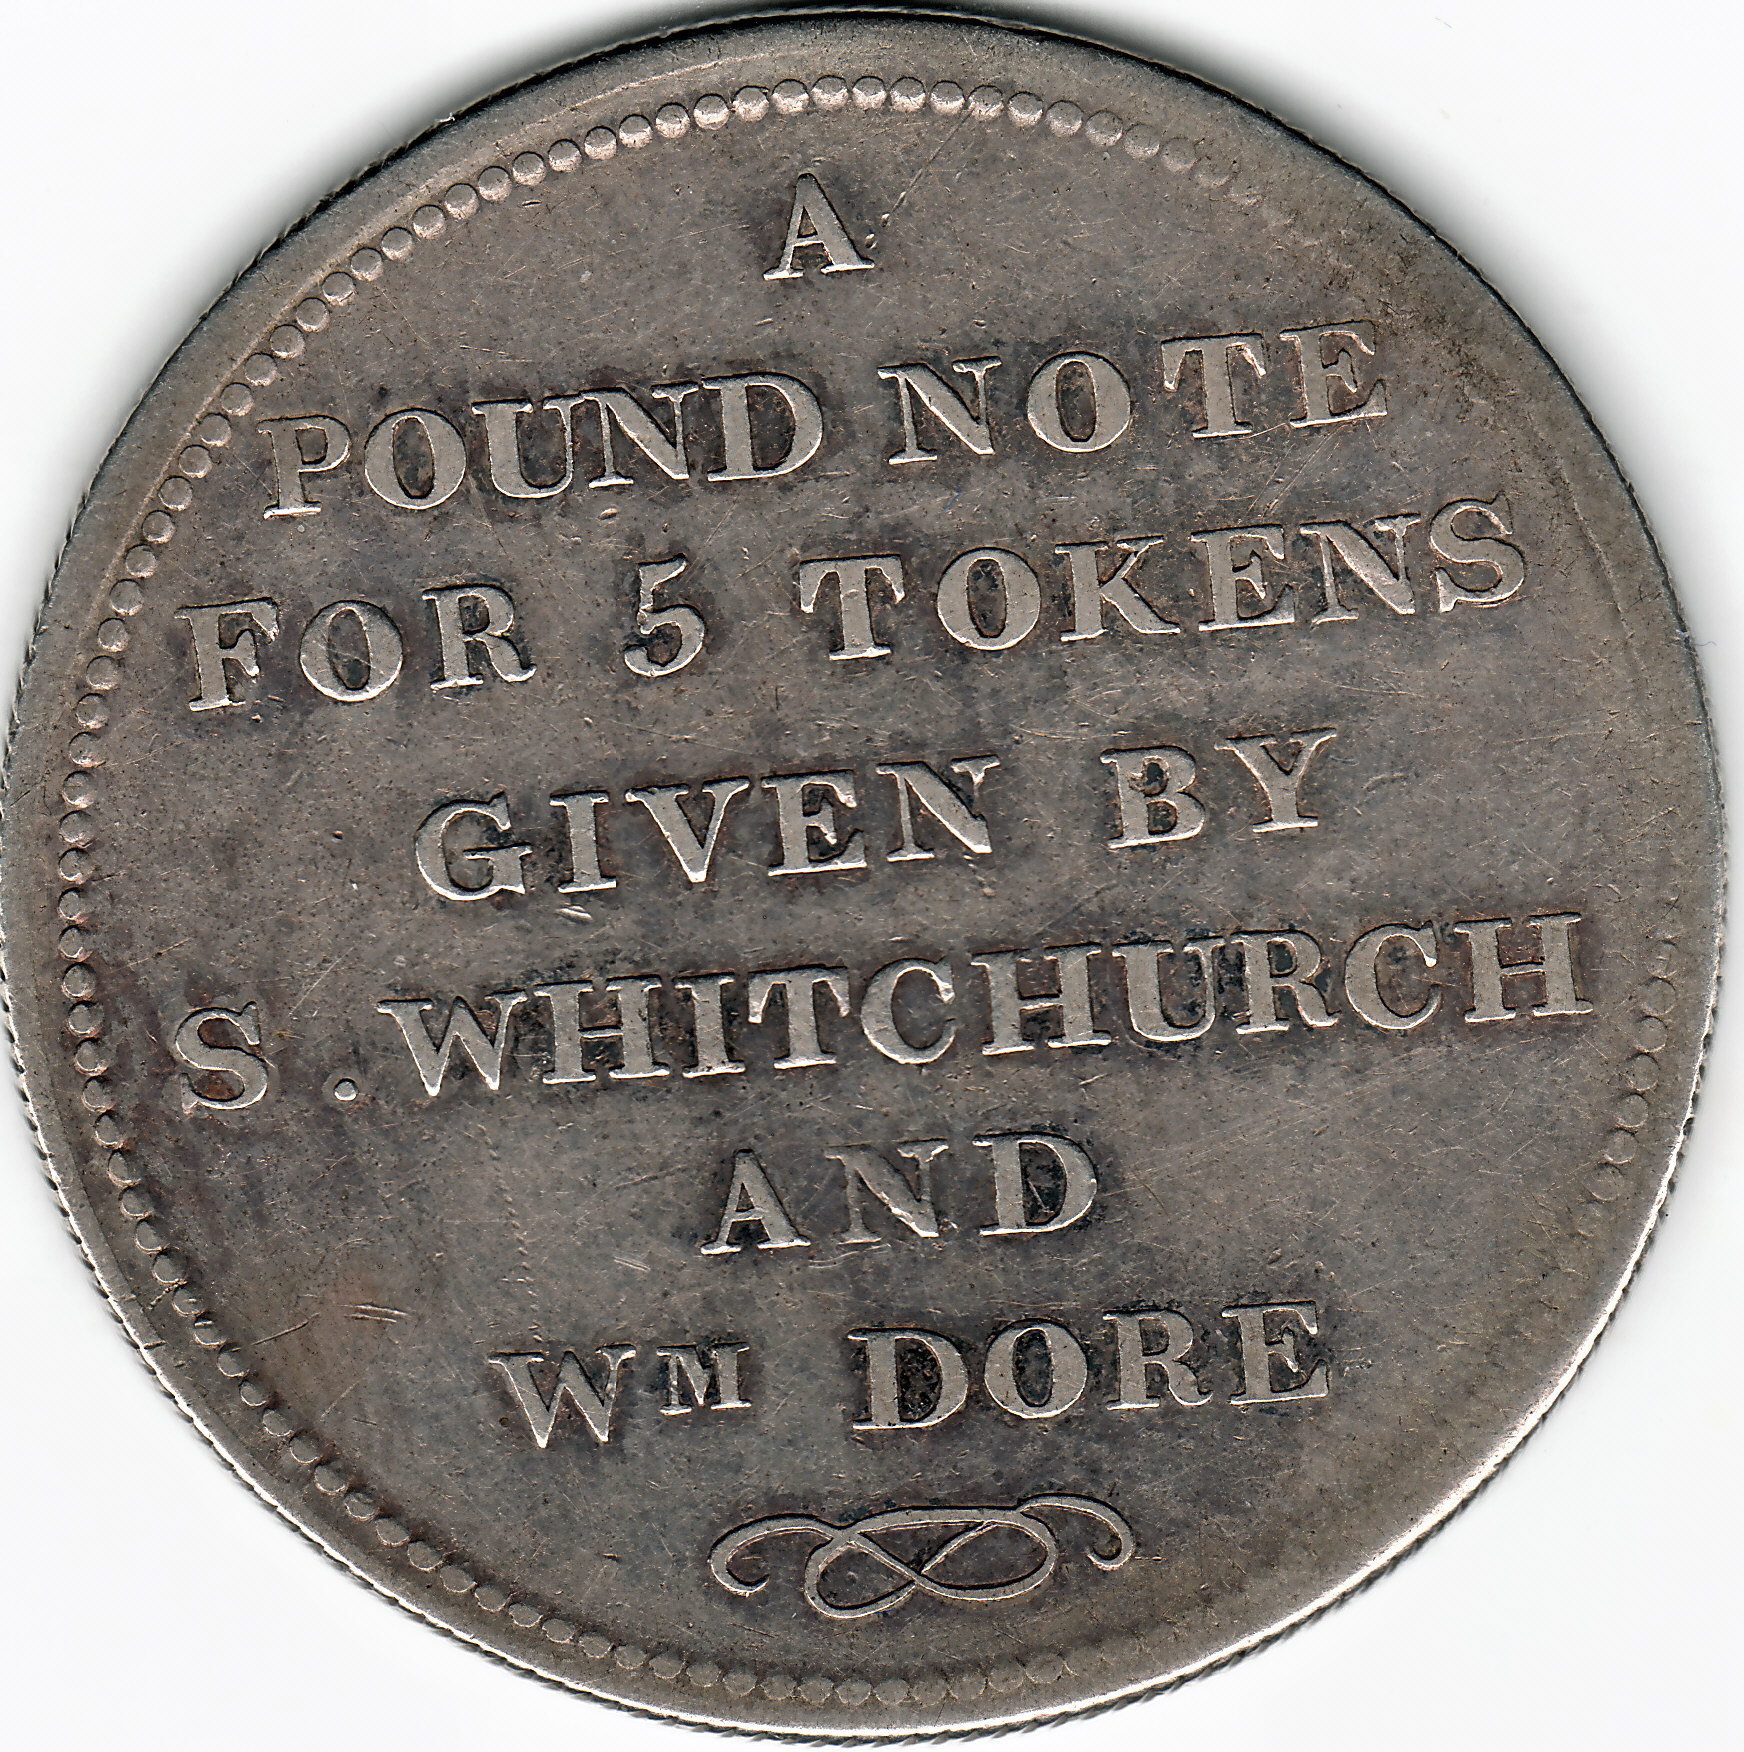 A
POUND NOTE
FOR 5 TOKENS
GIVEN BY
S. WHITCHURCH
AND
WM DORE